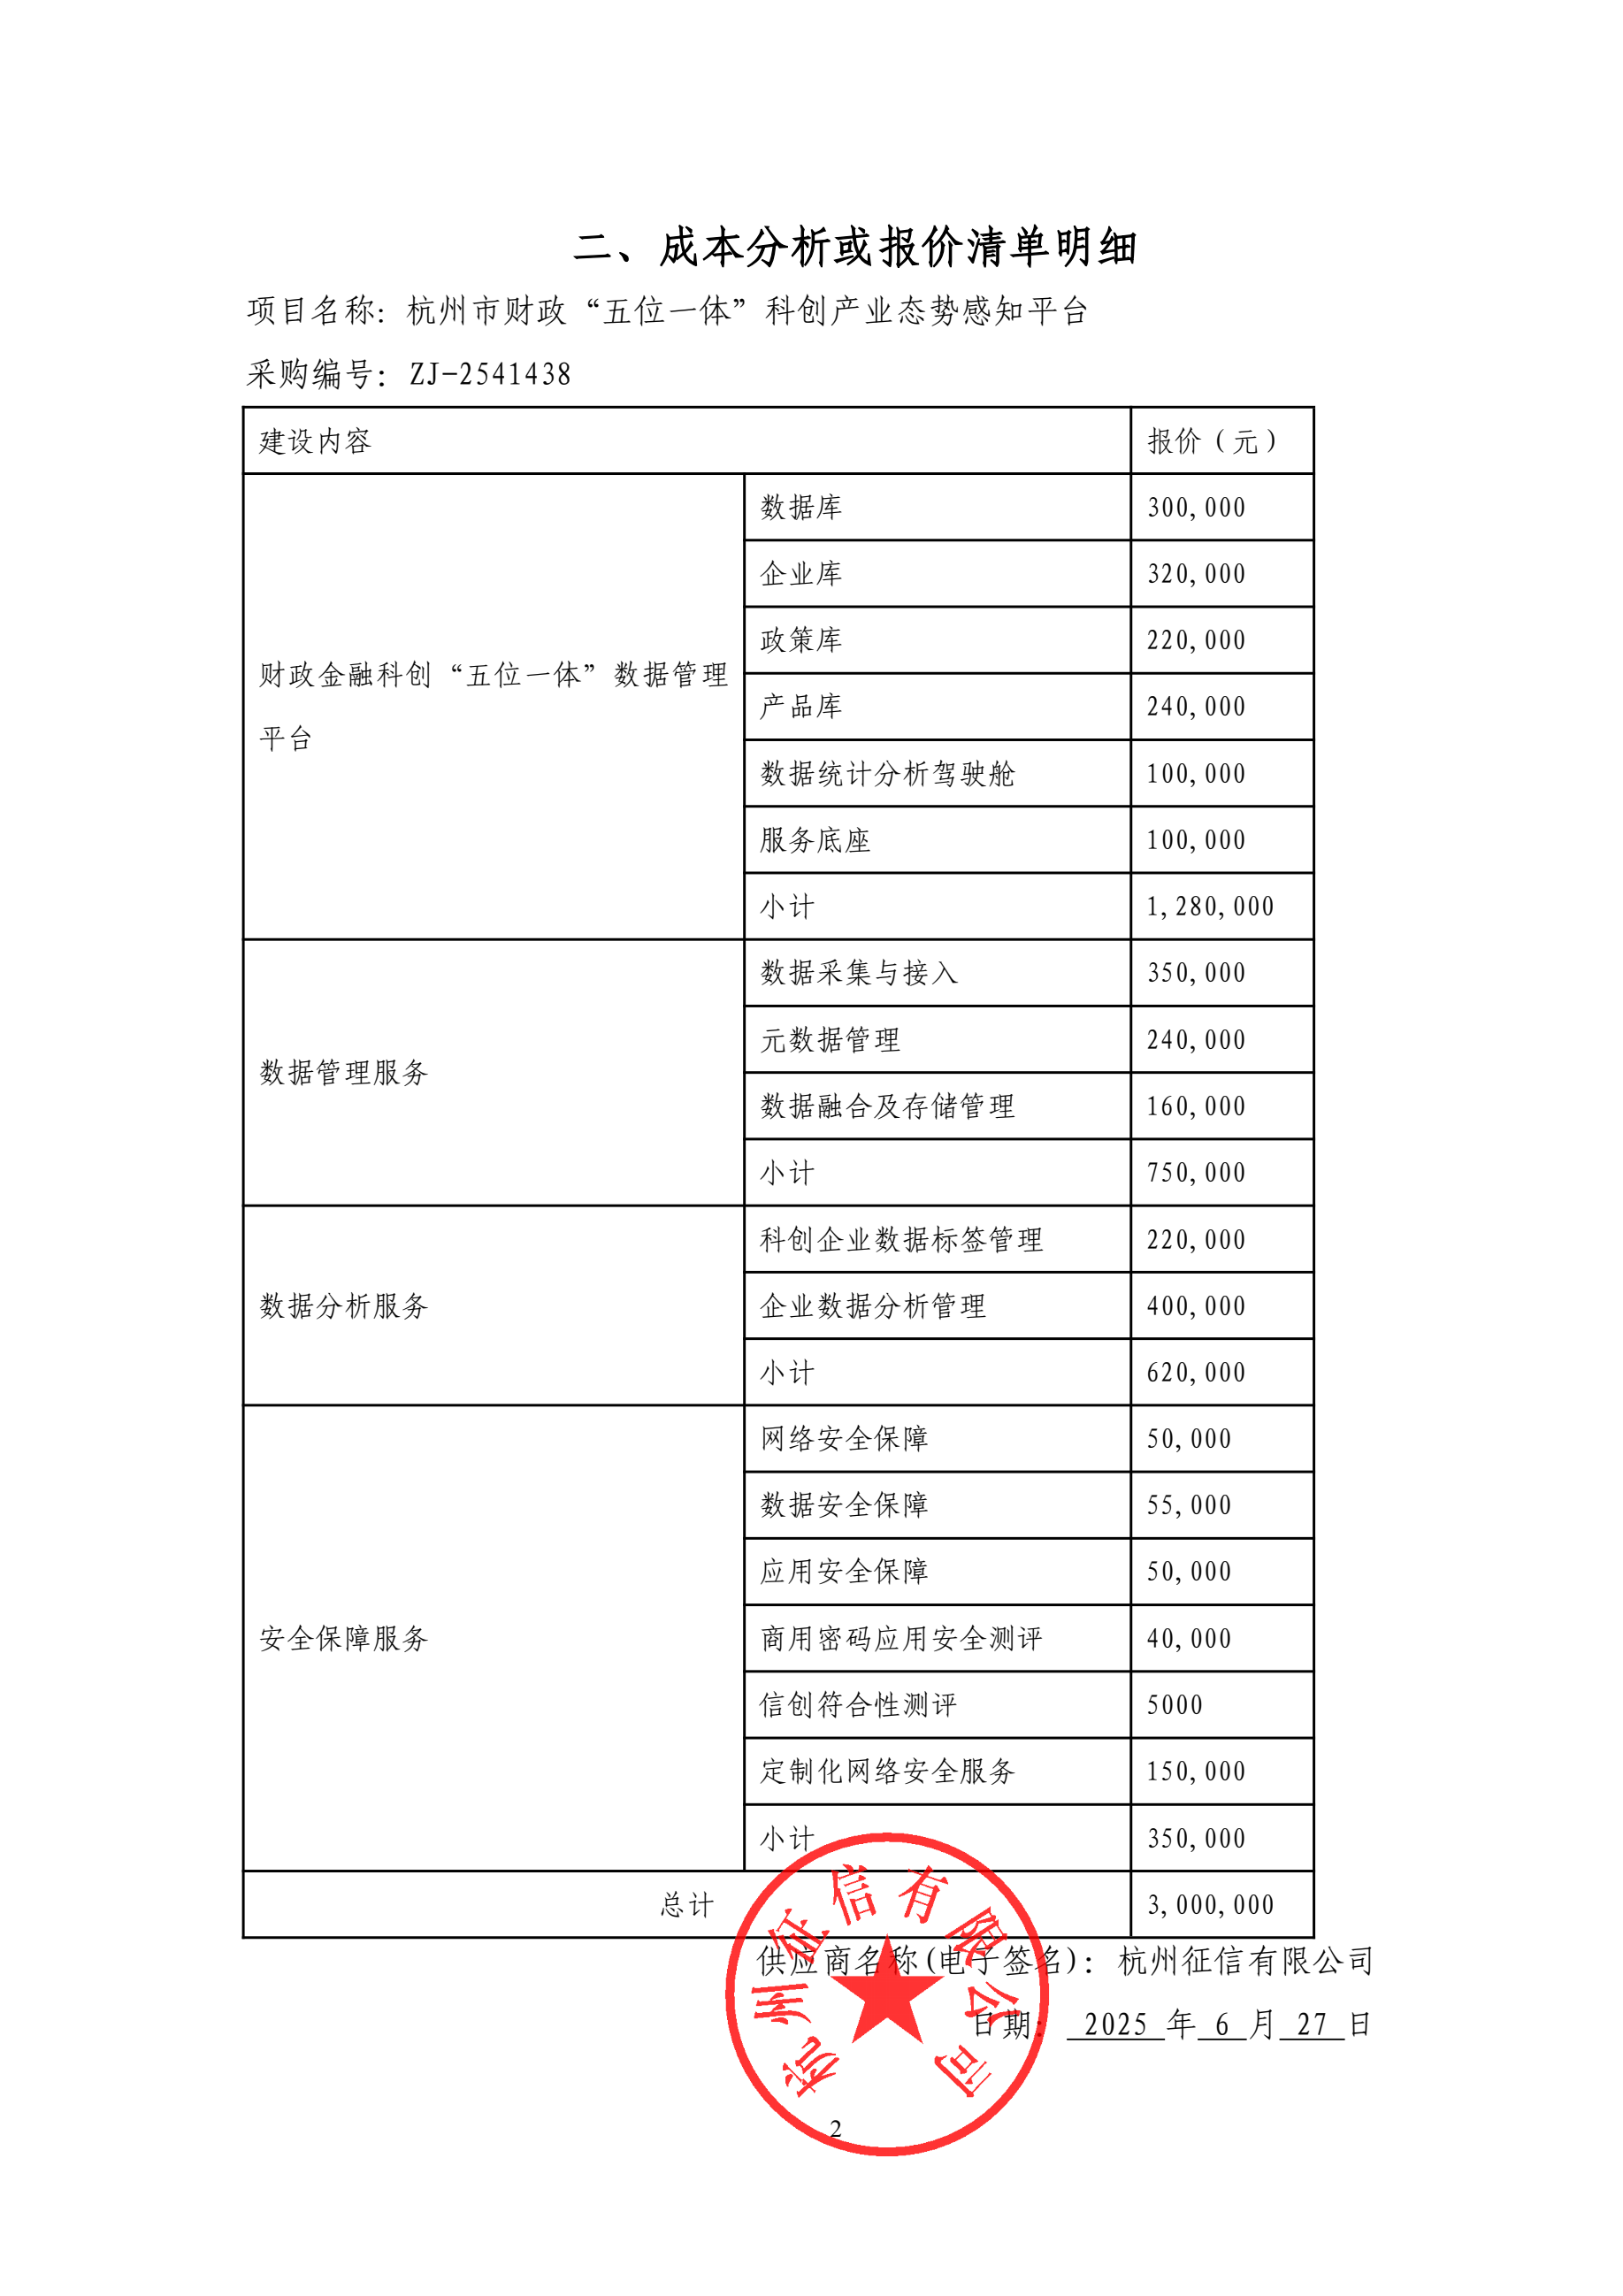 二、成本分析或报价清单明细
项目名称：杭州市财政“五位一体”科创产业态势感知平台
采购编号：ZJ-2541438
建设内容 报价（元）
财政金融科创“五位一体”数据管理
平台
数据库 300,000
企业库 320,000
政策库 220,000
产品库 240,000
数据统计分析驾驶舱 100,000
服务底座 100,000
小计 1,280,000
数据管理服务
数据采集与接入 350,000
元数据管理 240,000
数据融合及存储管理 160,000
小计 750,000
数据分析服务
科创企业数据标签管理 220,000
企业数据分析管理 400,000
小计 620,000
安全保障服务
网络安全保障 50,000
数据安全保障 55,000
应用安全保障 50,000
商用密码应用安全测评 40,000
信创符合性测评 5000
定制化网络安全服务 150,000
小计 350,000
总计 3,000,000
供应商名称(电子签名)：杭州征信有限公司
日期： 2025 年 6 月 27 日
杭州征信有限公司
2